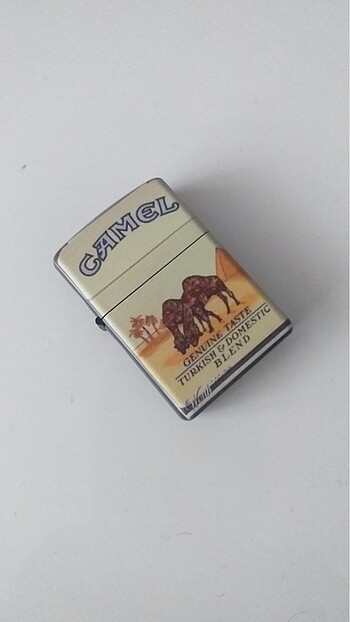 CAMEL
GENUINE TASTE
TURKISH & DOMESTIC
BLEND